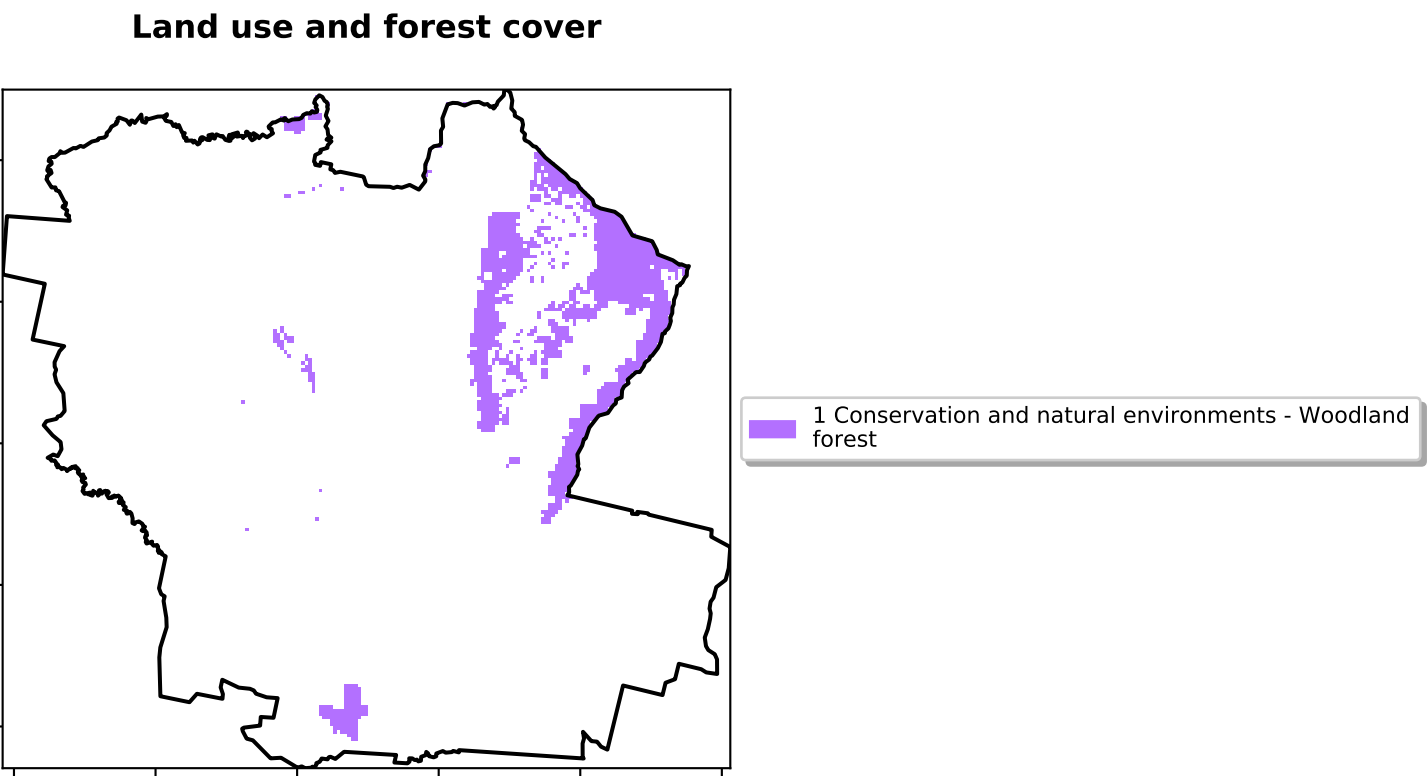 Land use and forest cover
1 Conservation and natural environments - Woodland
forest